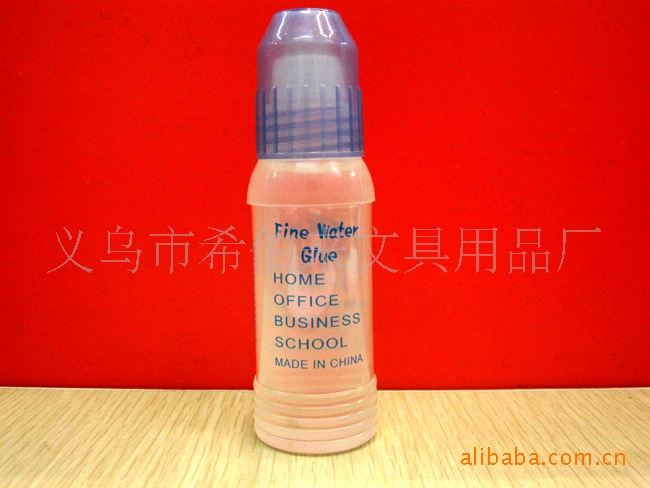 Fine Water
Glue
HOME
OFFICE
BUSINESS
SCHOOL
MADE IN CHINA
义乌市希 文具用品厂
alibaba.com.cn